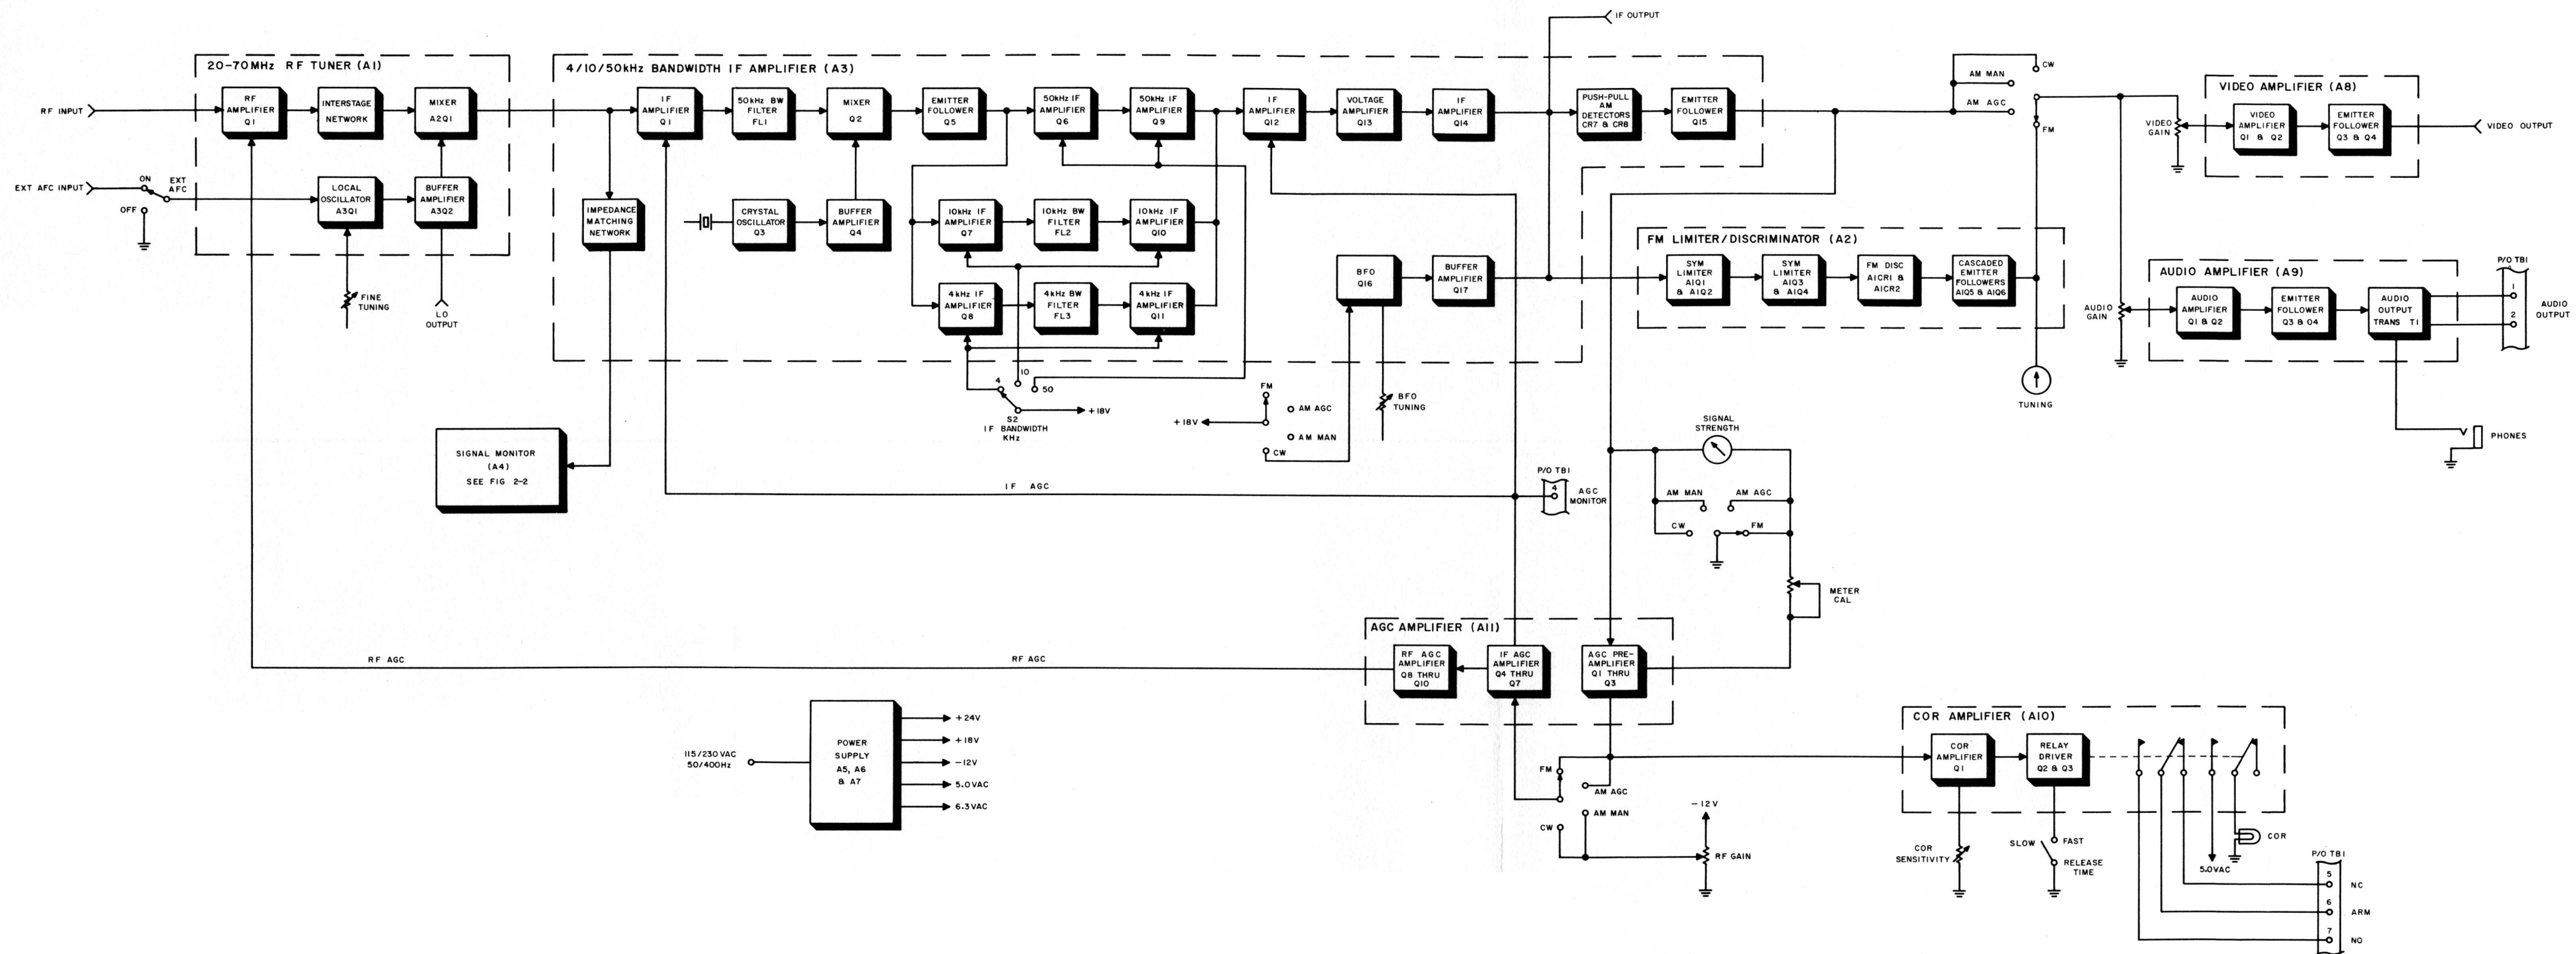 IF OUTPUT
20-70MHz RF TUNER (A1)
RF INPUT
RF
AMPLIFIER
Q1
INTERSTAGE
NETWORK
MIXER
A2Q1
EXT AFC INPUT
ON
EXT
AFC
OFF
LOCAL
OSCILLATOR
A3Q1
BUFFER
AMPLIFIER
A3Q2
FINE
TUNING
LO
OUTPUT
4/10/50kHz BANDWIDTH IF AMPLIFIER (A3)
IF
AMPLIFIER
Q1
50kHz BW
FILTER
FL1
MIXER
Q2
EMITTER
FOLLOWER
Q5
50kHz IF
AMPLIFIER
Q6
50kHz IF
AMPLIFIER
Q9
IF
AMPLIFIER
Q12
VOLTAGE
AMPLIFIER
Q13
IF
AMPLIFIER
Q14
PUSH-PULL
AM
DETECTORS
CR7 & CR8
EMITTER
FOLLOWER
Q15
IMPEDANCE
MATCHING
NETWORK
CRYSTAL
OSCILLATOR
Q3
BUFFER
AMPLIFIER
Q4
10kHz IF
AMPLIFIER
Q7
10kHz BW
FILTER
FL2
10kHz IF
AMPLIFIER
Q10
4kHz IF
AMPLIFIER
Q8
4kHz BW
FILTER
FL3
4kHz IF
AMPLIFIER
Q11
BFO
Q16
BUFFER
AMPLIFIER
Q17
4
10
50
S2
IF BANDWIDTH
KHz
+18V
FM
AM AGC
+18V
AM MAN
CW
BFO
TUNING
AM MAN
CW
AM AGC
FM
FM LIMITER/DISCRIMINATOR (A2)
SYM
LIMITER
A1Q1
& A1Q2
SYM
LIMITER
A1Q3
& A1Q4
FM DISC
A1CR1 &
A1CR2
CASCADED
EMITTER
FOLLOWERS
A1Q5 & A1Q6
TUNING
VIDEO
GAIN
VIDEO AMPLIFIER (A8)
VIDEO
AMPLIFIER
Q1 & Q2
EMITTER
FOLLOWER
Q3 & Q4
VIDEO OUTPUT
AUDIO
GAIN
AUDIO AMPLIFIER (A9)
AUDIO
AMPLIFIER
Q1 & Q2
EMITTER
FOLLOWER
Q3 & O4
AUDIO
OUTPUT
TRANS T1
P/O TB1
1
2
AUDIO
OUTPUT
PHONES
SIGNAL MONITOR
(A4)
SEE FIG 2-2
IF AGC
P/O TB1
4
AGC
MONITOR
SIGNAL
STRENGTH
AM MAN
AM AGC
CW
FM
METER
CAL
AGC AMPLIFIER (A11)
RF AGC
AMPLIFIER
Q8 THRU
Q10
IF AGC
AMPLIFIER
Q4 THRU
Q7
AGC PRE-
AMPLIFIER
Q1 THRU
Q3
RF AGC
RF AGC
115/230 VAC
50/400Hz
POWER
SUPPLY
A5, A6
& A7
+24V
+18V
-12V
5.0VAC
6.3VAC
FM
AM AGC
AM MAN
CW
-12V
RF GAIN
COR AMPLIFIER (A10)
COR
AMPLIFIER
Q1
RELAY
DRIVER
Q2 & Q3
COR
SENSITIVITY
SLOW
FAST
RELEASE
TIME
5.0VAC
COR
P/O TB1
5
NC
6
ARM
7
NO